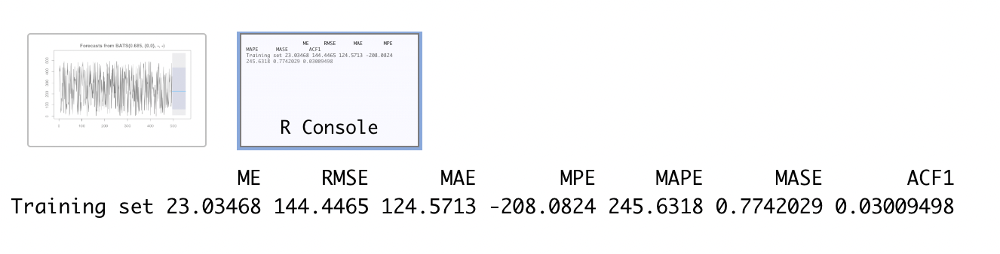 Forecasts from BATS(0.685, {0,0}, -, -)
500
400
300
200
100
0
0 100 200 300 400 500
ME RMSE MAE MPE
MAPE MASE ACF1
Training set 23.03468 144.4465 124.5713 -208.0824
245.6318 0.7742029 0.03009498
R Console
ME RMSE MAE MPE MAPE MASE ACF1
Training set 23.03468 144.4465 124.5713 -208.0824 245.6318 0.7742029 0.03009498